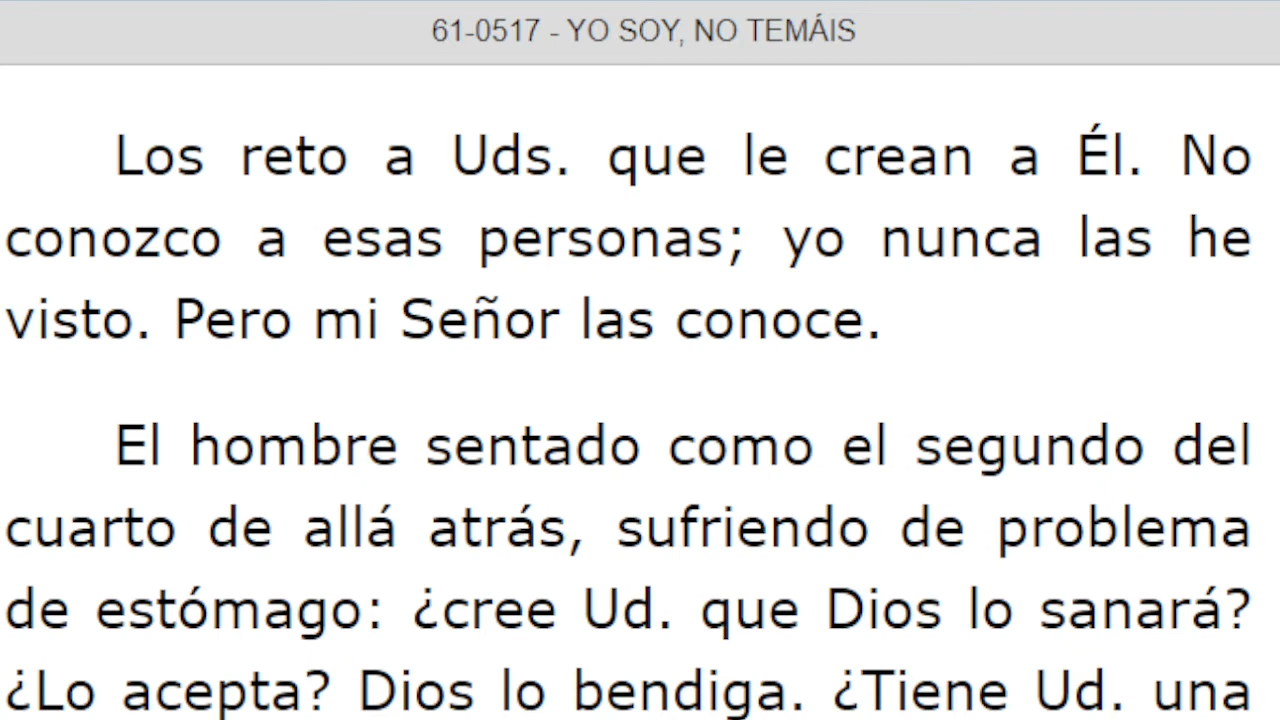 61-0517 - YO SOY, NO TEMÁIS
Los reto a Uds. que le crean a Él. No
conozco a esas personas; yo nunca las he
visto. Pero mi Señor las conoce.
El hombre sentado como el segundo del
cuarto de allá atrás, sufriendo de problema
de estómago: ¿cree Ud. que Dios lo sanará?
¿Lo acepta? Dios lo bendiga. ¿Tiene Ud. una